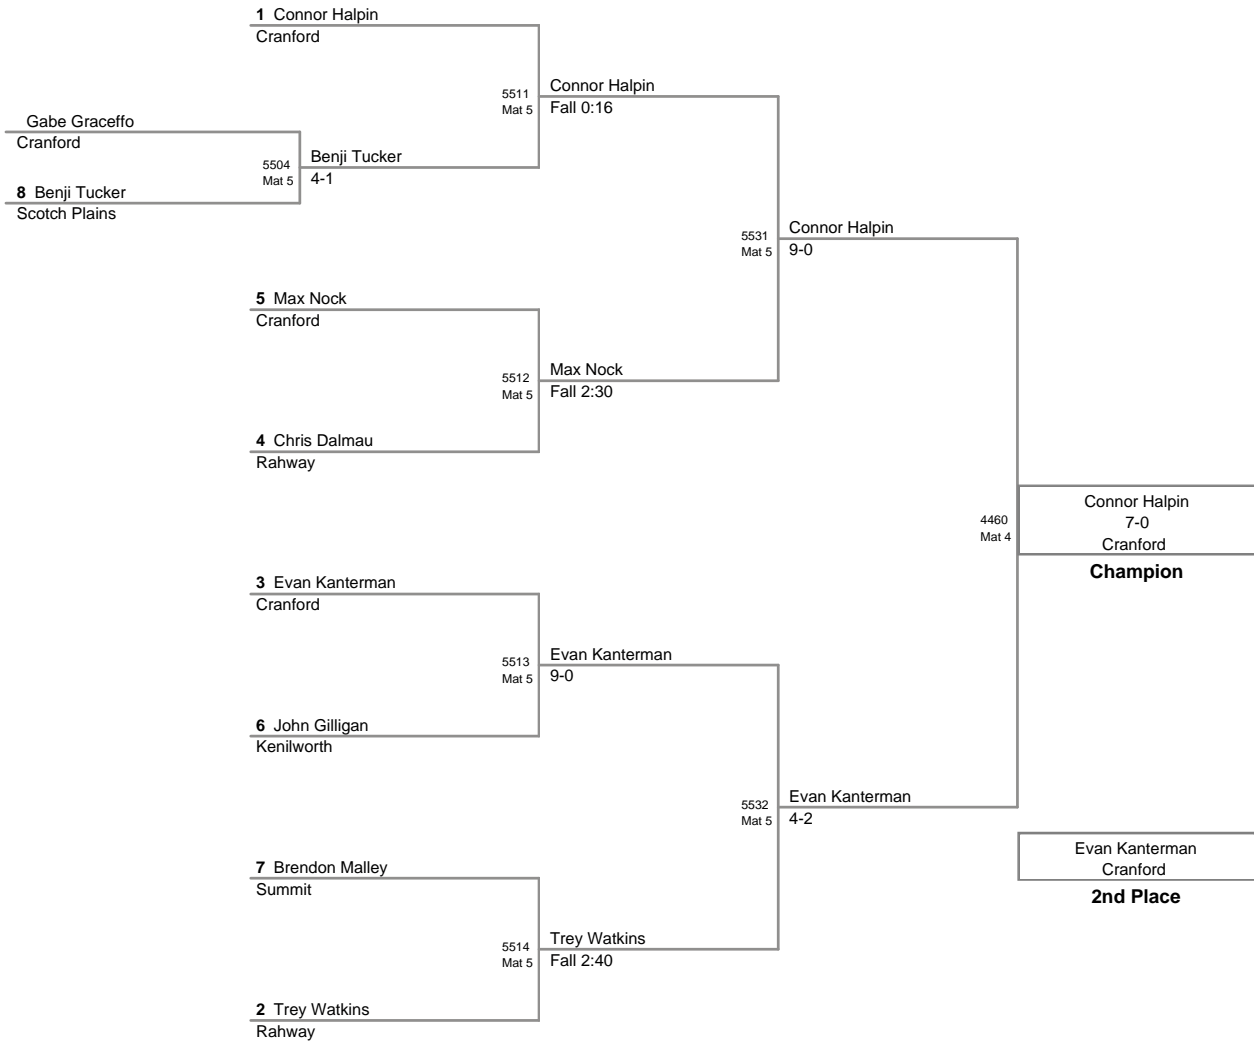 1 Connor Halpin
Cranford
5511
Mat 5
Connor Halpin
Fall 0:16
Gabe Graceffo
Cranford
5504
Mat 5
Benji Tucker
4-1
8 Benji Tucker
Scotch Plains
5531
Mat 5
Connor Halpin
9-0
5 Max Nock
Cranford
5512
Mat 5
Max Nock
Fall 2:30
4 Chris Dalmau
Rahway
4460
Mat 4
Connor Halpin
7-0
Cranford
Champion
3 Evan Kanterman
Cranford
5513
Mat 5
Evan Kanterman
9-0
6 John Gilligan
Kenilworth
5532
Mat 5
Evan Kanterman
4-2
Evan Kanterman
Cranford
2nd Place
7 Brendon Malley
Summit
5514
Mat 5
Trey Watkins
Fall 2:40
2 Trey Watkins
Rahway